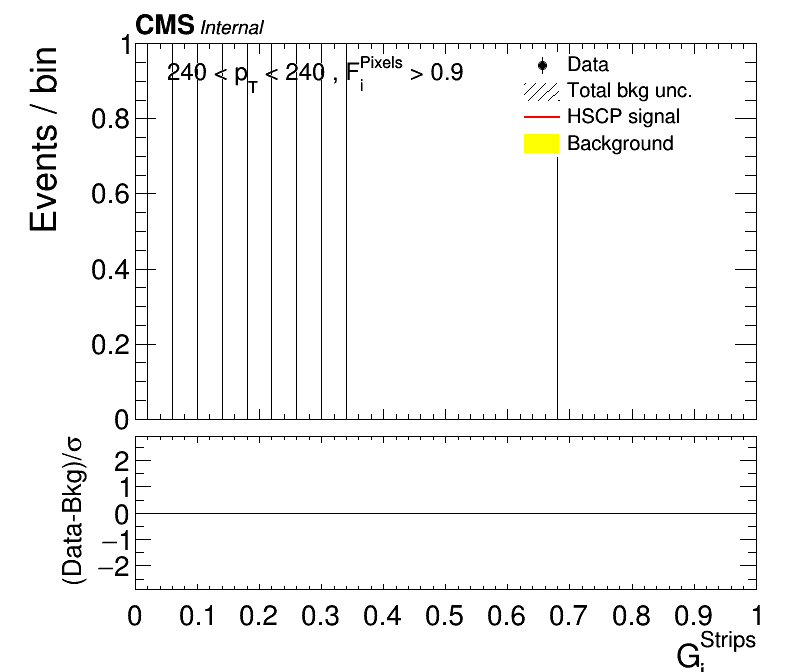 CMS Internal
Events / bin
240 < p_T < 240 , F_i^Pixels > 0.9
Data
Total bkg unc.
HSCP signal
Background
1
0.8
0.6
0.4
0.2
0
(Data-Bkg)/σ
2
1
0
−1
−2
0 0.1 0.2 0.3 0.4 0.5 0.6 0.7 0.8 0.9 1
G_i^Strips